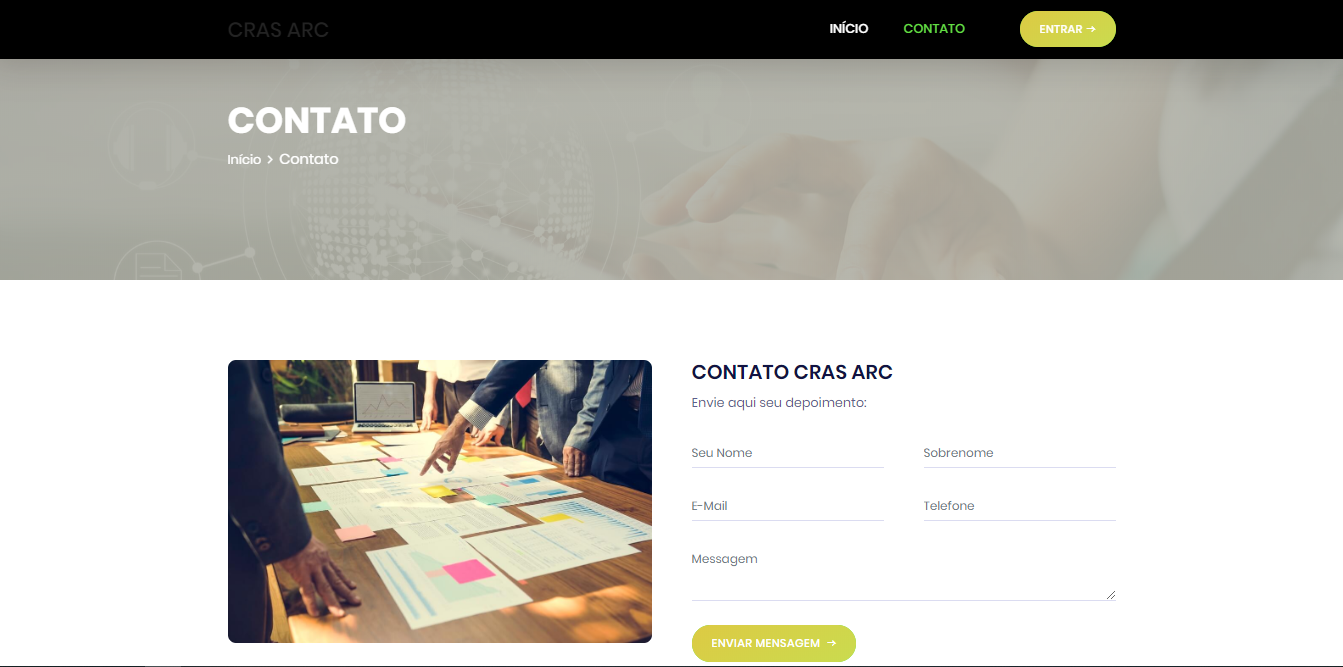 CRAS ARC
INÍCIO
CONTATO
ENTRAR →
CONTATO
Início > Contato
CONTATO CRAS ARC
Envie aqui seu depoimento:
Seu Nome
Sobrenome
E-Mail
Telefone
Messagem
ENVIAR MENSAGEM →